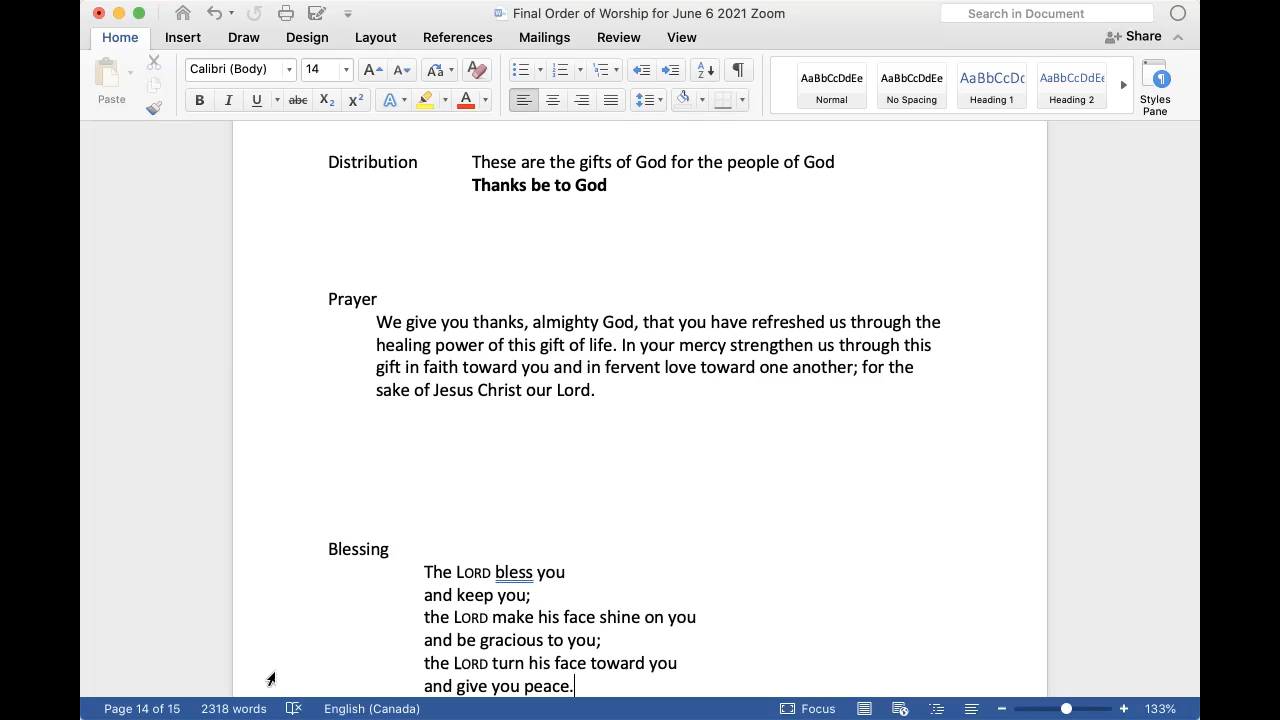 Final Order of Worship for June 6 2021 Zoom
Search in Document
Home Insert Draw Design Layout References Mailings Review View
Share
Paste
Calibri (Body) 14
AaBbCcDdEe AaBbCcDdEe AaBbCcDc AaBbCcDdEe
Normal No Spacing Heading 1 Heading 2
Styles
Pane
Distribution These are the gifts of God for the people of God
Thanks be to God
Prayer
We give you thanks, almighty God, that you have refreshed us through the
healing power of this gift of life. In your mercy strengthen us through this
gift in faith toward you and in fervent love toward one another; for the
sake of Jesus Christ our Lord.
Blessing
The LORD bless you
and keep you;
the LORD make his face shine on you
and be gracious to you;
the LORD turn his face toward you
and give you peace.
Page 14 of 15 2318 words English (Canada) Focus 133%